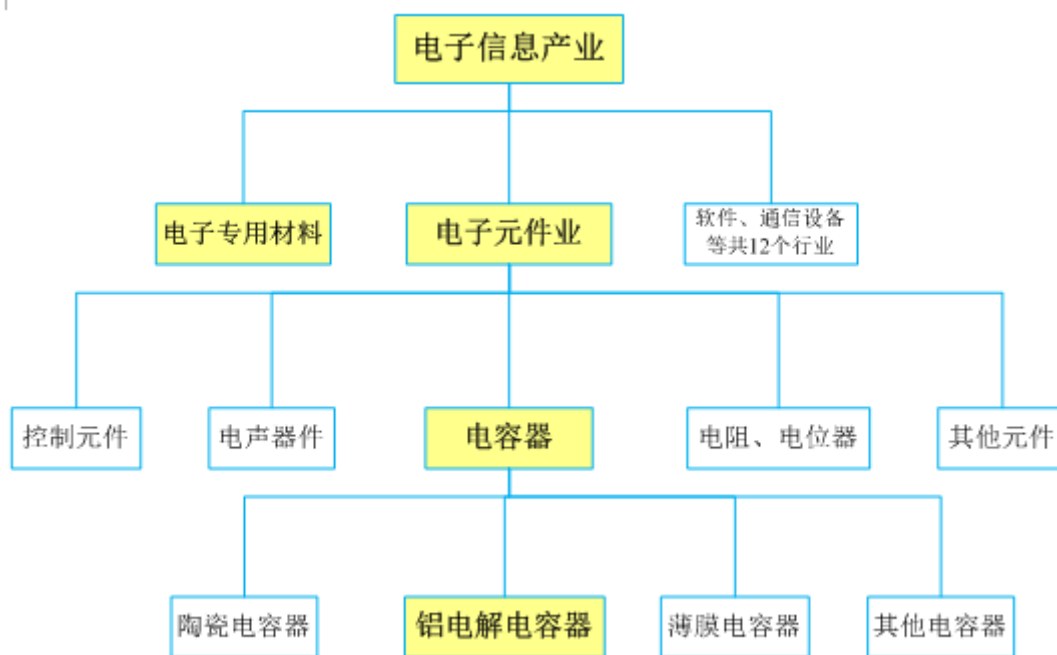 电子信息产业
电子专用材料
电子元件业
软件、通信设备
等共12个行业
控制元件
电声器件
电容器
电阻、电位器
其他元件
陶瓷电容器
铝电解电容器
薄膜电容器
其他电容器